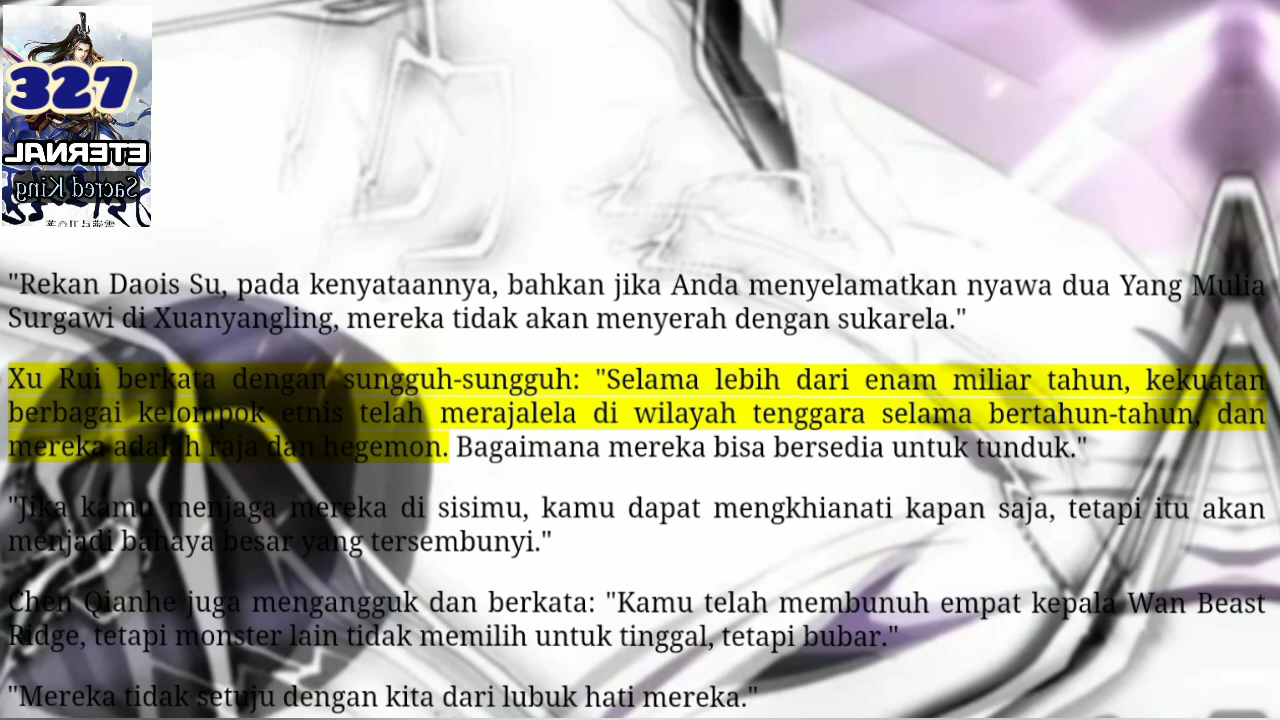 327
ETERNAL
Sacred King
"Rekan Daois Su, pada kenyataannya, bahkan jika Anda menyelamatkan nyawa dua Yang Mulia
Surgawi di Xuanyangling, mereka tidak akan menyerah dengan sukarela."
Xu Rui berkata dengan sungguh-sungguh: "Selama lebih dari enam miliar tahun, kekuatan
berbagai kelompok etnis telah merajalela di wilayah tenggara selama bertahun-tahun, dan
mereka adalah raja dan hegemon. Bagaimana mereka bisa bersedia untuk tunduk."
"Jika kamu menjaga mereka di sisimu, kamu dapat mengkhianati kapan saja, tetapi itu akan
menjadi bahaya besar yang tersembunyi."
Chen Qianhe juga mengangguk dan berkata: "Kamu telah membunuh empat kepala Wan Beast
Ridge, tetapi monster lain tidak memilih untuk tinggal, tetapi bubar."
"Mereka tidak setuju dengan kita dari lubuk hati mereka."